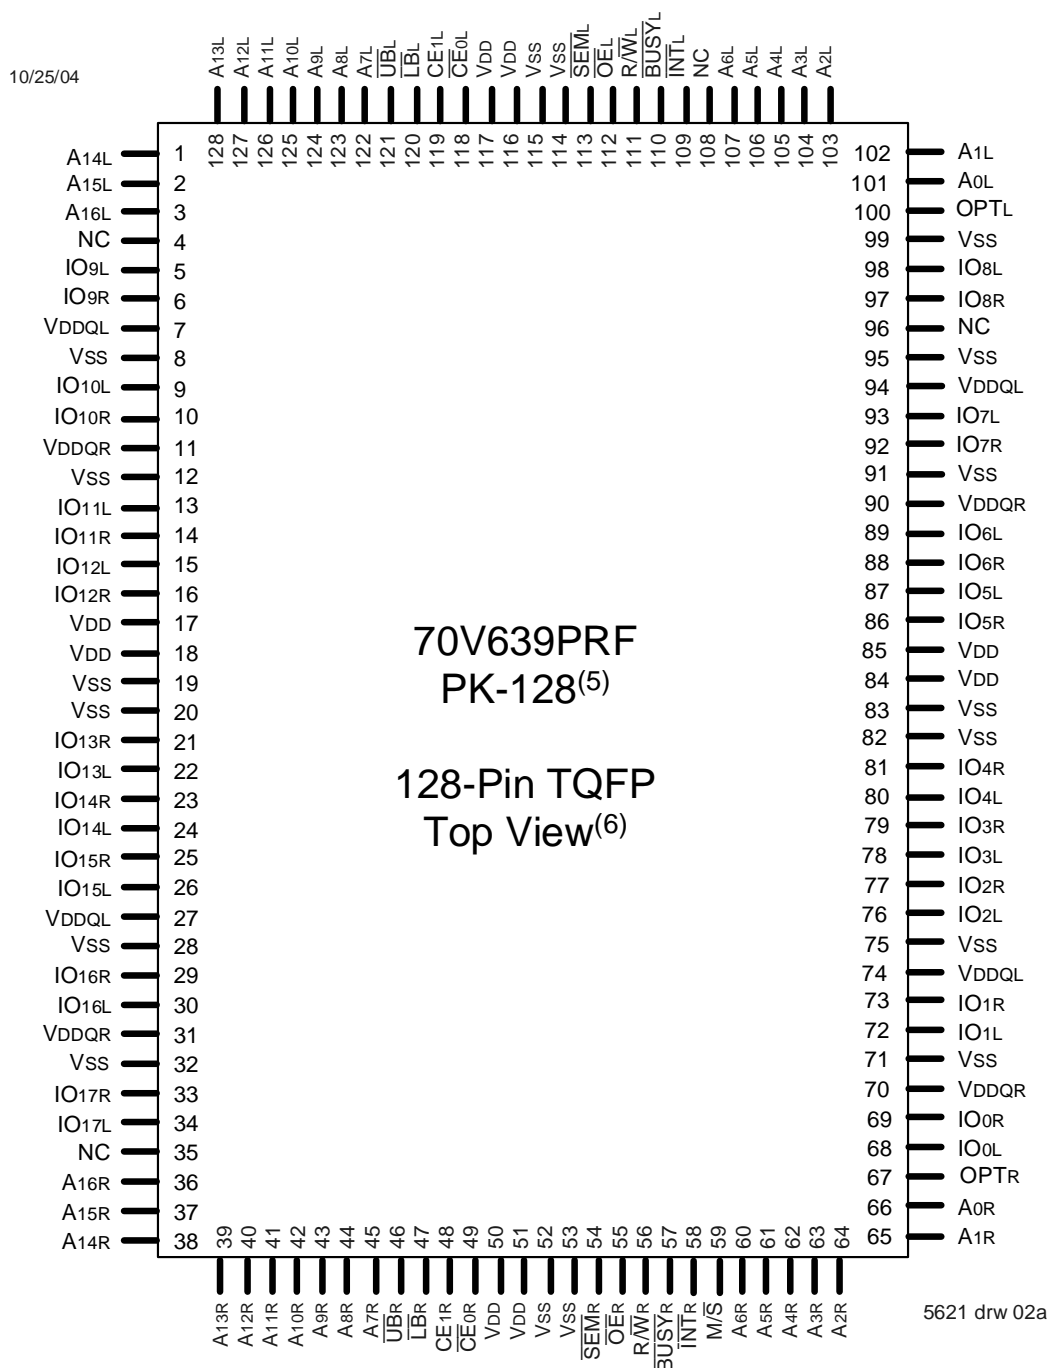 10/25/04
A13L
A12L
A11L
A10L
A9L
A8L
A7L
UBL
LBL
CE1L
CE0L
VDD
VDD
VSS
VSS
SEML
OEL
R/WL
BUSYL
INTL
NC
A6L
A5L
A4L
A3L
A2L
128
127
126
125
124
123
122
121
120
119
118
117
116
115
114
113
112
111
110
109
108
107
106
105
104
103
A14L 1
A15L 2
A16L 3
NC 4
IO9L 5
IO9R 6
VDDQL 7
VSS 8
IO10L 9
IO10R 10
VDDQR 11
VSS 12
IO11L 13
IO11R 14
IO12L 15
IO12R 16
VDD 17
VDD 18
VSS 19
VSS 20
IO13R 21
IO13L 22
IO14R 23
IO14L 24
IO15R 25
IO15L 26
VDDQL 27
VSS 28
IO16R 29
IO16L 30
VDDQR 31
VSS 32
IO17R 33
IO17L 34
NC 35
A16R 36
A15R 37
A14R 38
70V639PRF
PK-128(5)
128-Pin TQFP
Top View(6)
102 A1L
101 A0L
100 OPTL
99 VSS
98 IO8L
97 IO8R
96 NC
95 VSS
94 VDDQL
93 IO7L
92 IO7R
91 VSS
90 VDDQR
89 IO6L
88 IO6R
87 IO5L
86 IO5R
85 VDD
84 VDD
83 VSS
82 VSS
81 IO4R
80 IO4L
79 IO3R
78 IO3L
77 IO2R
76 IO2L
75 VSS
74 VDDQL
73 IO1R
72 IO1L
71 VSS
70 VDDQR
69 IO0R
68 IO0L
67 OPTR
66 A0R
65 A1R
39
40
41
42
43
44
45
46
47
48
49
50
51
52
53
54
55
56
57
58
59
60
61
62
63
64
A13R
A12R
A11R
A10R
A9R
A8R
A7R
UBR
LBR
CE1R
CE0R
VDD
VDD
VSS
VSS
SEMR
OER
R/WR
BUSYR
INTR
M/S
A6R
A5R
A4R
A3R
A2R
5621 drw 02a